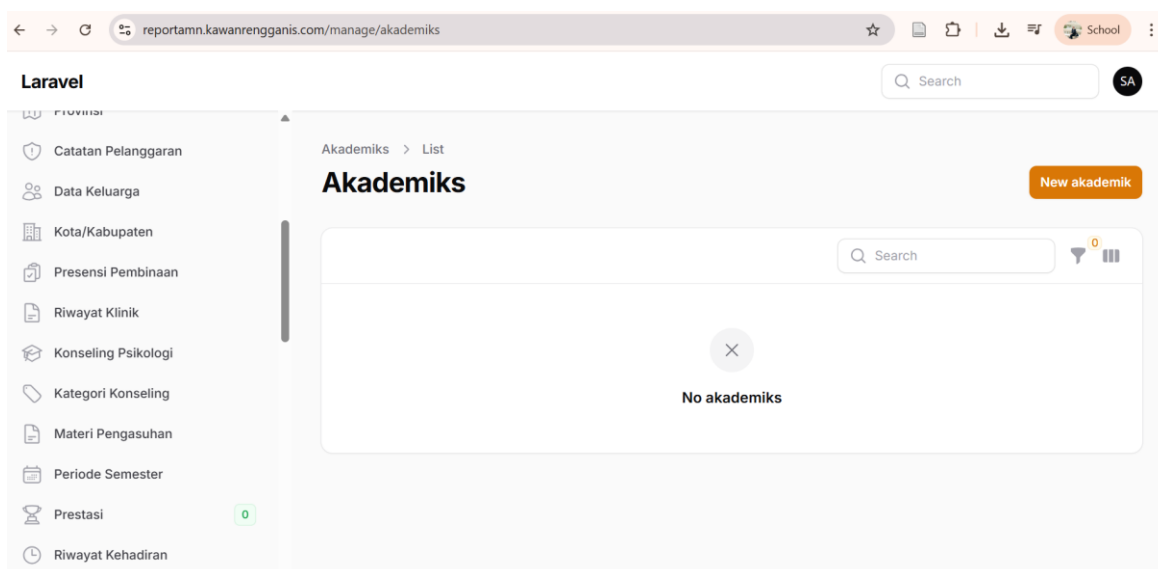 reportamn.kawanrengganis.com/manage/akademiks
School
Laravel
Search
SA
Provinsi
Catatan Pelanggaran
Data Keluarga
Kota/Kabupaten
Presensi Pembinaan
Riwayat Klinik
Konseling Psikologi
Kategori Konseling
Materi Pengasuhan
Periode Semester
Prestasi 0
Riwayat Kehadiran
Akademiks > List
Akademiks
New akademik
Search
0
No akademiks